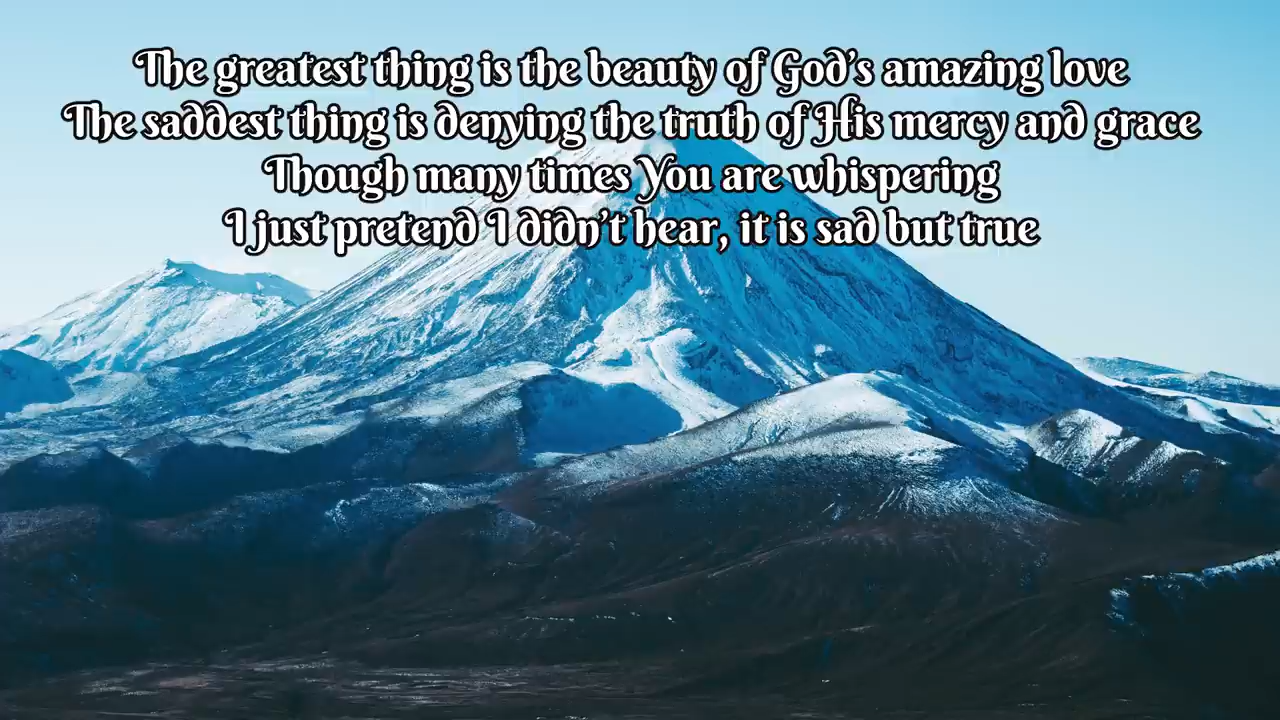 The greatest thing is the beauty of God's amazing love
The saddest thing is denying the truth of His mercy and grace
Though many times You are whispering
I just pretend I didn't hear, it is sad but true